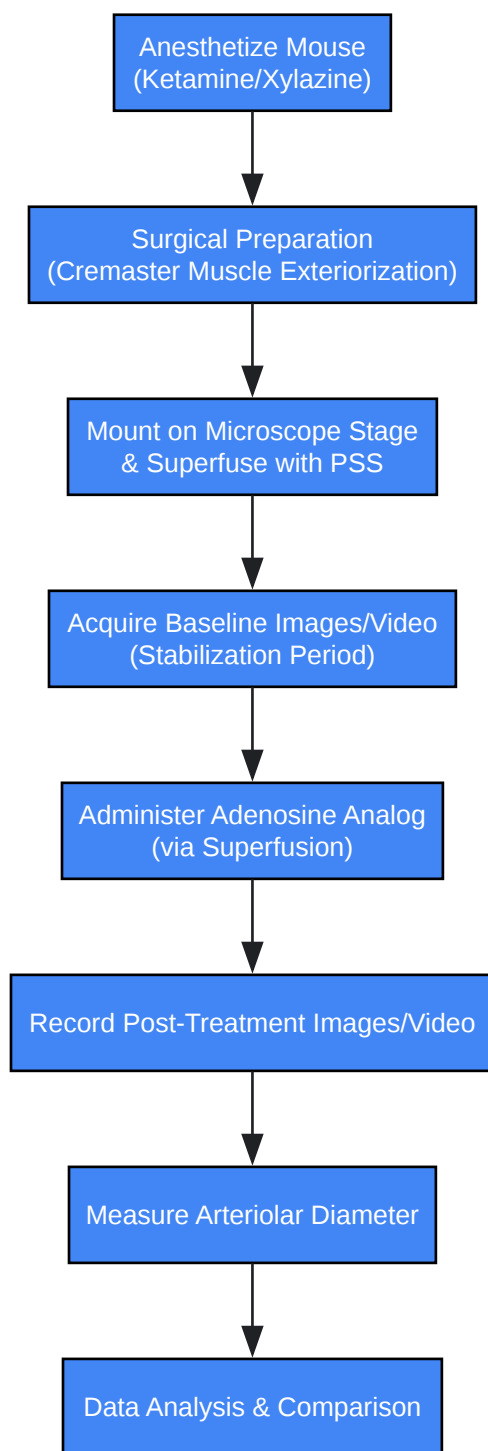 Anesthetize Mouse
(Ketamine/Xylazine)
Surgical Preparation
(Cremaster Muscle Exteriorization)
Mount on Microscope Stage
& Superfuse with PSS
Acquire Baseline Images/Video
(Stabilization Period)
Administer Adenosine Analog
(via Superfusion)
Record Post-Treatment Images/Video
Measure Arteriolar Diameter
Data Analysis & Comparison